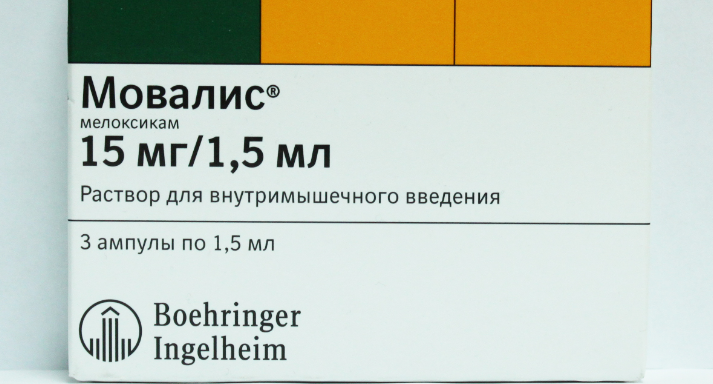 Мовалис®
мелоксикам
15 мг/1,5 мл
Раствор для внутримышечного введения
3 ампулы по 1,5 мл
Boehringer
Ingelheim